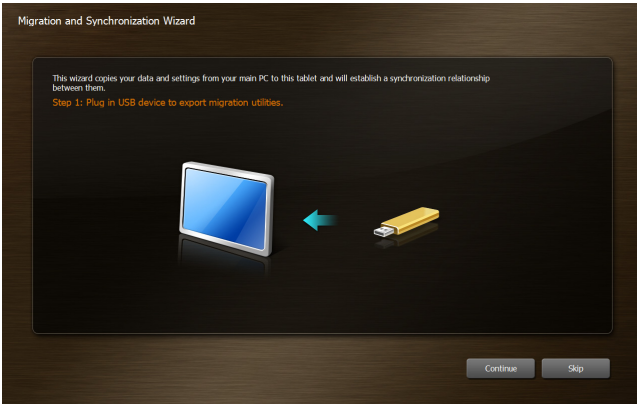 Migration and Synchronization Wizard
This wizard copies your data and settings from your main PC to this tablet and will establish a synchronization relationship
between them.
Step 1: Plug in USB device to export migration utilities.
Continue
Skip